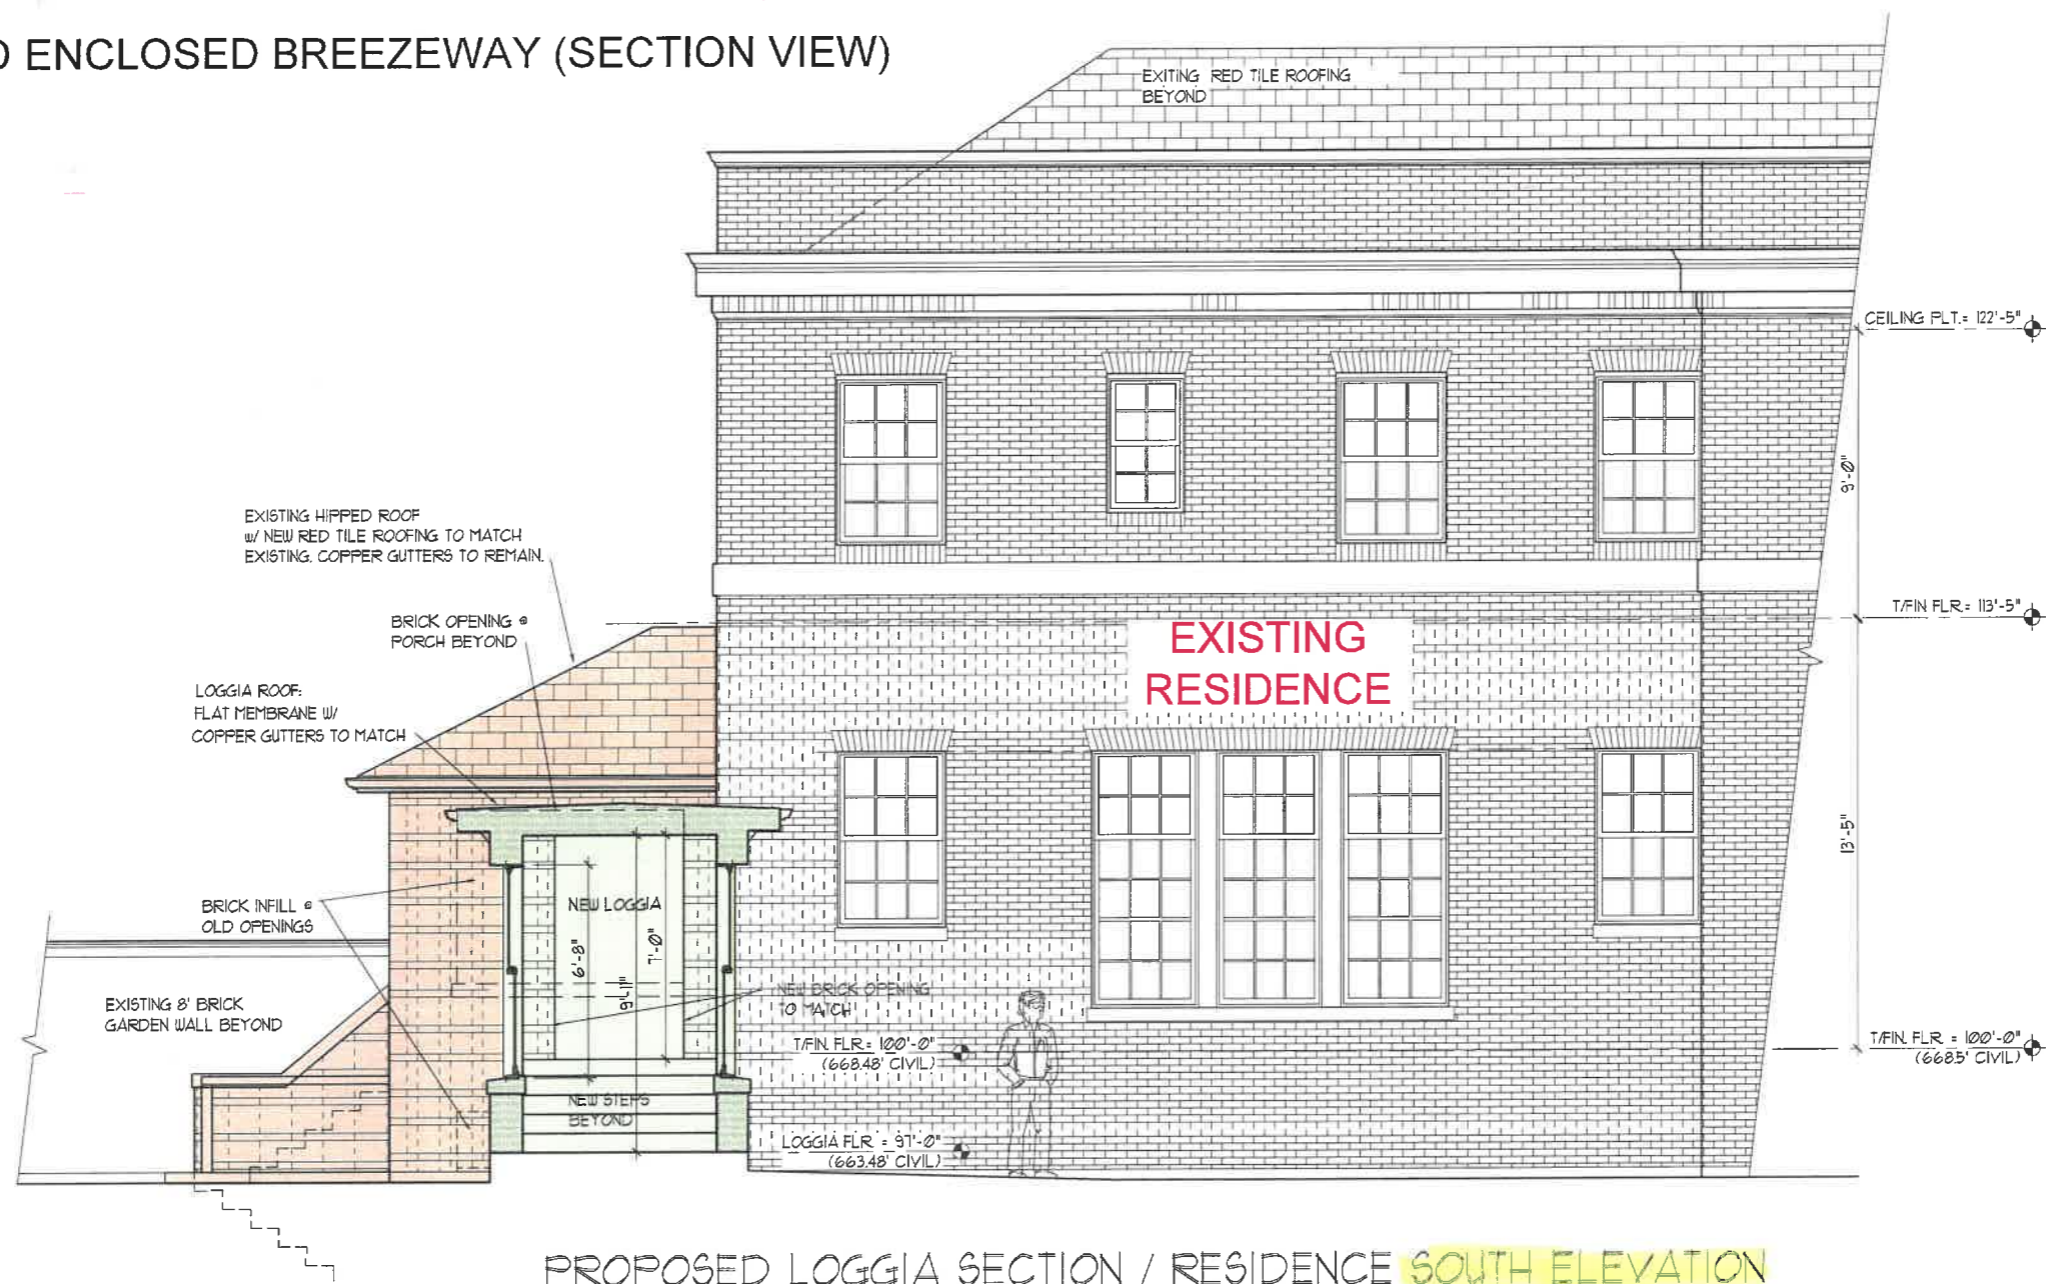 D ENCLOSED BREEZEWAY (SECTION VIEW)
EXITING RED TILE ROOFING
BEYOND
CEILING PLT.= 122'-5"
9'-0"
EXISTING HIPPED ROOF
W/ NEW RED TILE ROOFING TO MATCH
EXISTING. COPPER GUTTERS TO REMAIN.
T/FIN FLR.= 113'-5"
BRICK OPENING @
PORCH BEYOND
EXISTING
RESIDENCE
LOGGIA ROOF:
FLAT MEMBRANE W/
COPPER GUTTERS TO MATCH
13'-5"
BRICK INFILL @
OLD OPENINGS
NEW LOGGIA
6'-8"
9'-11"
7'-0"
NEW BRICK OPENING
TO MATCH
EXISTING 8' BRICK
GARDEN WALL BEYOND
T/FIN. FLR.= 100'-0"
(668.48' CIVIL)
T/FIN. FLR. = 100'-0"
(668.5' CIVIL)
NEW STEPS
BEYOND
LOGGIA FLR. = 97'-0"
(663.48' CIVIL)
PROPOSED LOGGIA SECTION / RESIDENCE SOUTH ELEVATION